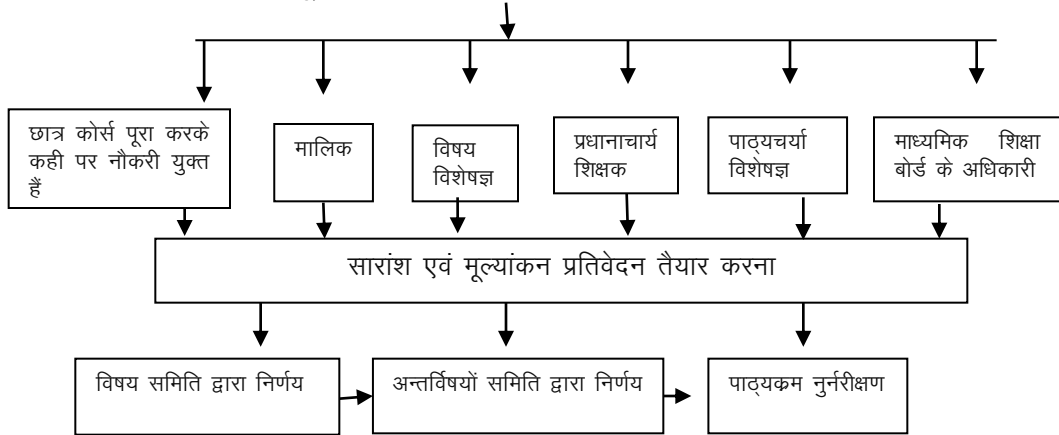 छात्र कोर्स पूरा करके
कही पर नौकरी युक्त
हैं
मालिक
विषय
विशेषज्ञ
प्रधानाचार्य
शिक्षक
पाठ्यचर्या
विशेषज्ञ
माध्यमिक शिक्षा
बोर्ड के अधिकारी
सारांश एवं मूल्यांकन प्रतिवेदन तैयार करना
विषय समिति द्वारा निर्णय
अन्तर्विषयों समिति द्वारा निर्णय
पाठ्यक्रम नुर्नरीक्षण